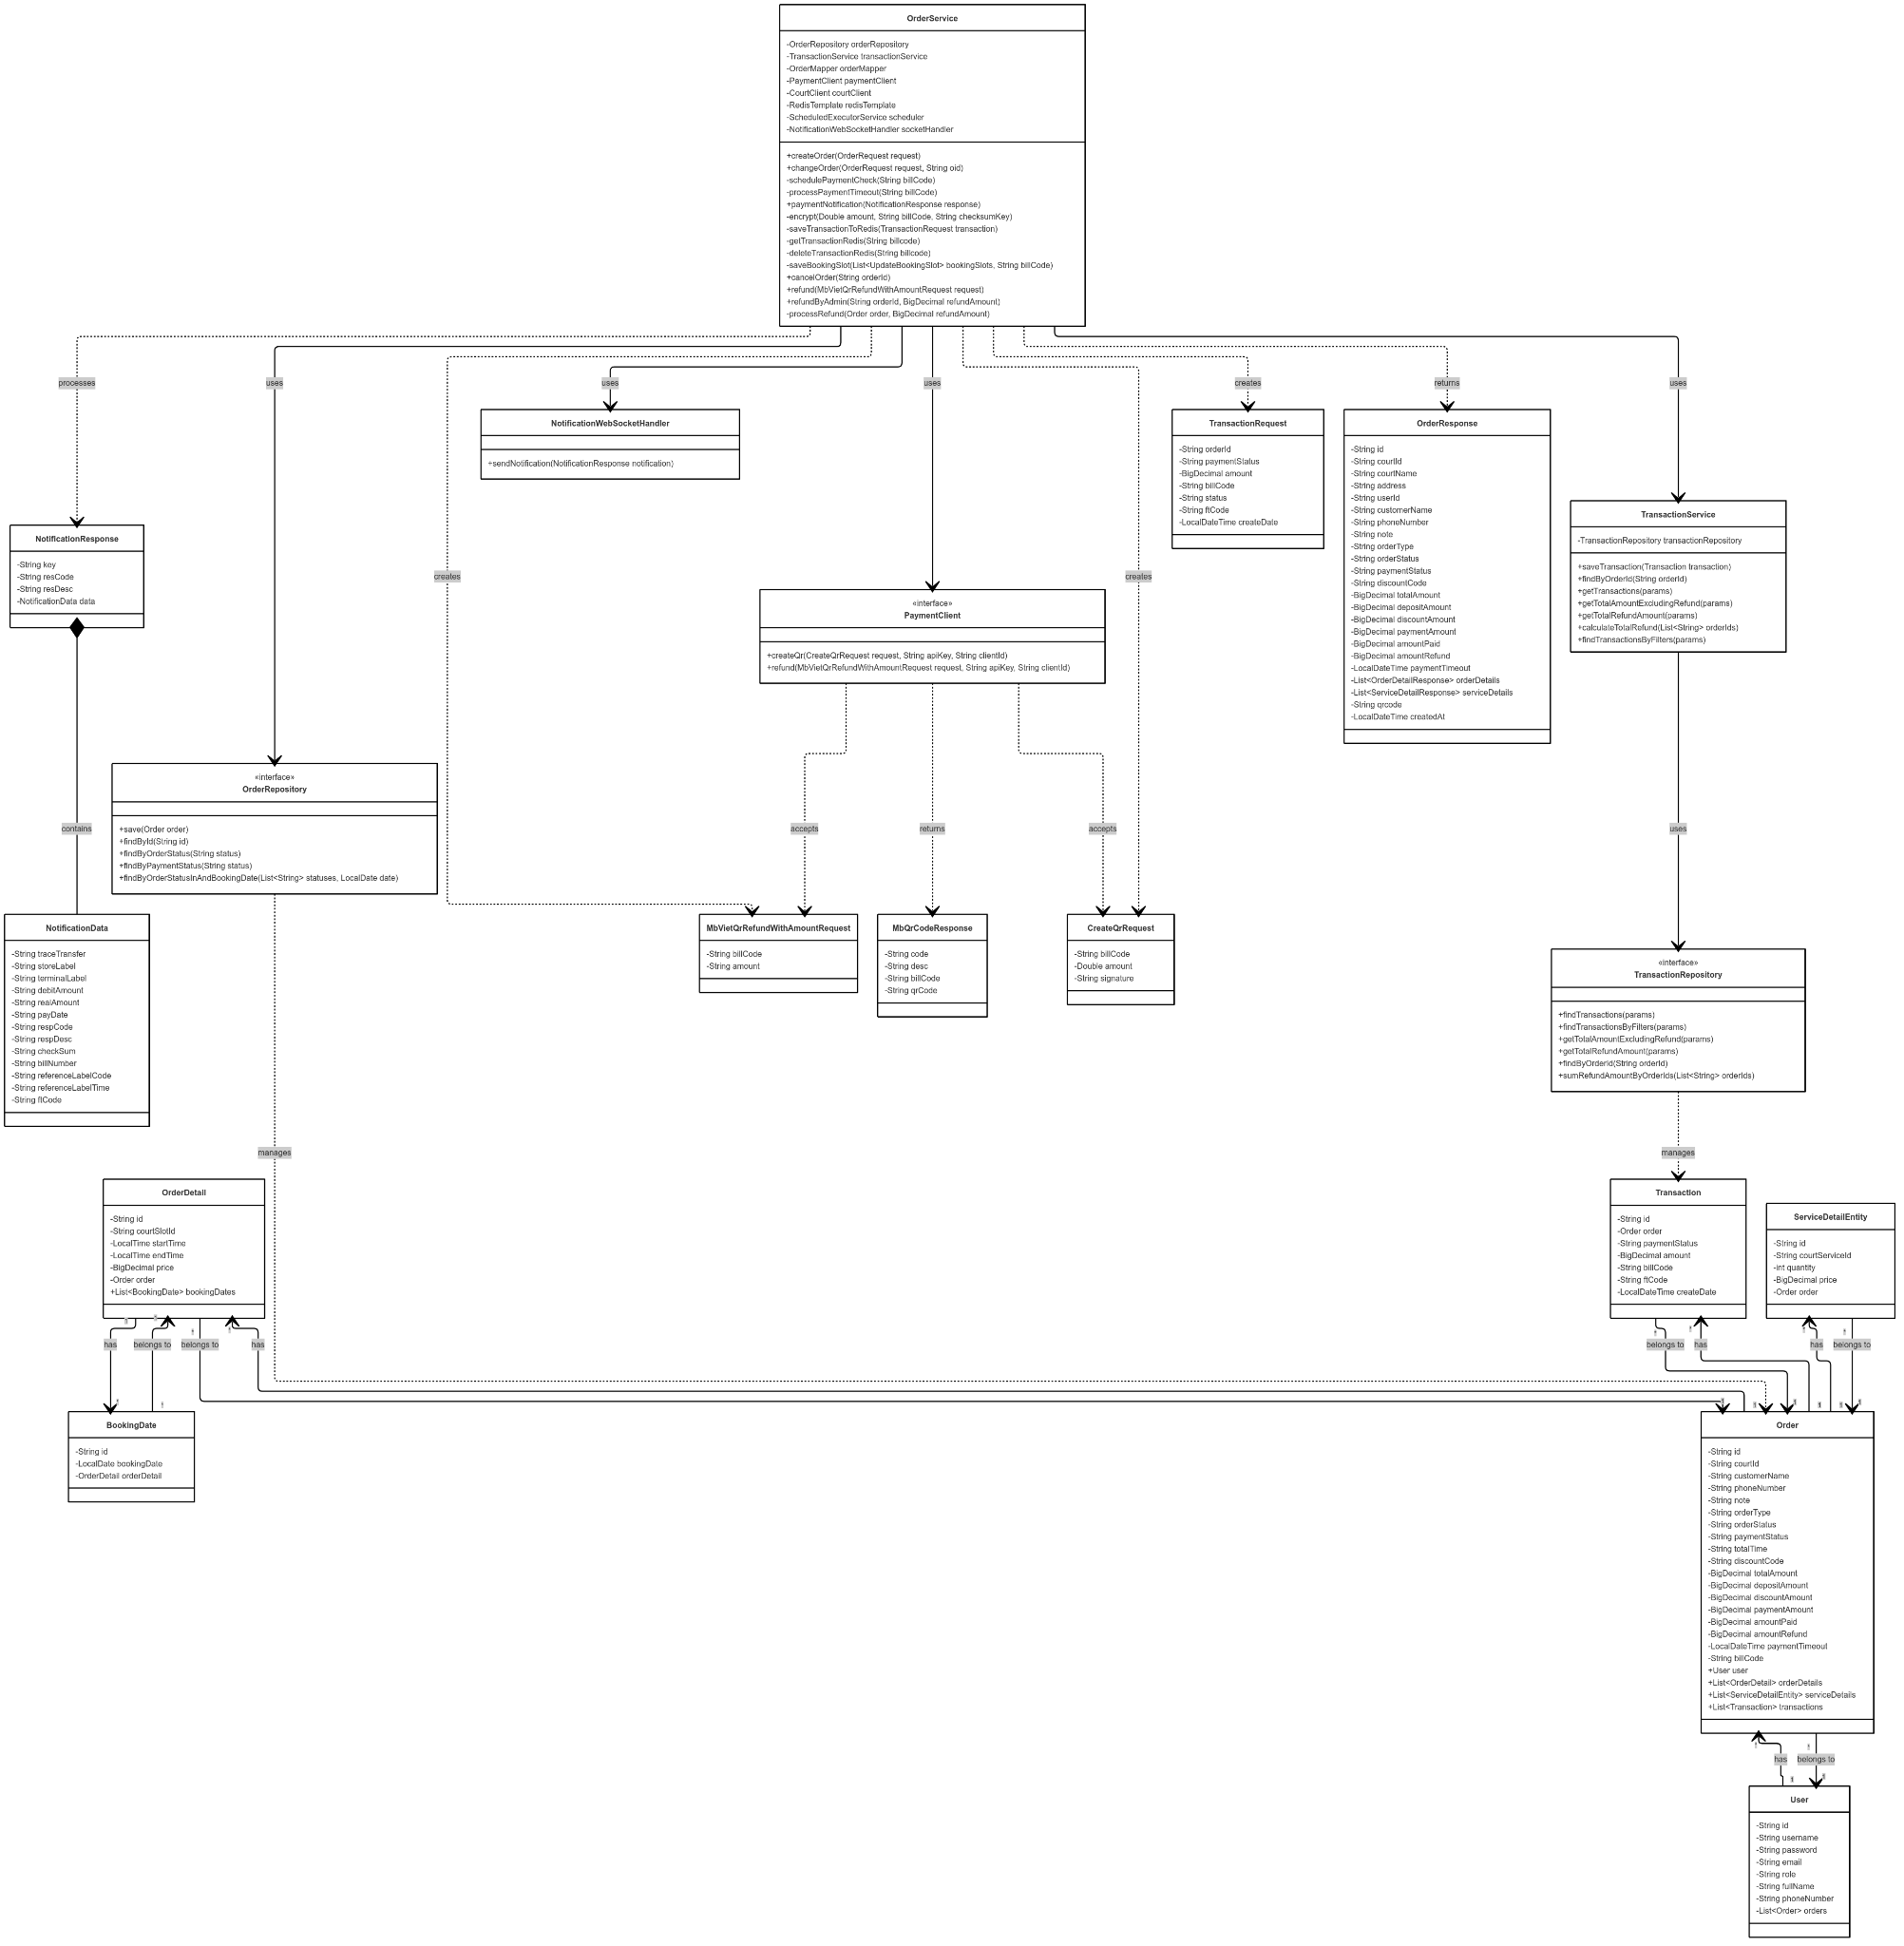 OrderService
-OrderRepository orderRepository
-TransactionService transactionService
-OrderMapper orderMapper
-PaymentClient paymentClient
-CourtClient courtClient
-RedisTemplate redisTemplate
-ScheduledExecutorService scheduler
-NotificationWebSocketHandler socketHandler
+createOrder(OrderRequest request)
+changeOrder(OrderRequest request, String oid)
-schedulePaymentCheck(String billCode)
-processPaymentTimeout(String billCode)
+paymentNotification(NotificationResponse response)
-encrypt(Double amount, String billCode, String checksumKey)
-saveTransactionToRedis(TransactionRequest transaction)
-getTransactionRedis(String billcode)
-deleteTransactionRedis(String billcode)
-saveBookingSlot(List<UpdateBookingSlot> bookingSlots, String billCode)
+cancelOrder(String orderId)
+refund(MbVietQrRefundWithAmountRequest request)
+refundByAdmin(String orderId, BigDecimal refundAmount)
-processRefund(Order order, BigDecimal refundAmount)
processes
uses
uses
uses
creates
returns
uses
NotificationWebSocketHandler
+sendNotification(NotificationResponse notification)
TransactionRequest
-String orderId
-String paymentStatus
-BigDecimal amount
-String billCode
-String status
-String ftCode
-LocalDateTime createDate
OrderResponse
-String id
-String courtId
-String courtName
-String address
-String userId
-String customerName
-String phoneNumber
-String note
-String orderType
-String orderStatus
-String paymentStatus
-String discountCode
-BigDecimal totalAmount
-BigDecimal depositAmount
-BigDecimal discountAmount
-BigDecimal paymentAmount
-BigDecimal amountPaid
-BigDecimal amountRefund
-LocalDateTime paymentTimeout
-List<OrderDetailResponse> orderDetails
-List<ServiceDetailResponse> serviceDetails
-String qrcode
-LocalDateTime createdAt
TransactionService
-TransactionRepository transactionRepository
+saveTransaction(Transaction transaction)
+findByOrderId(String orderId)
+getTransactions(params)
+getTotalAmountExcludingRefund(params)
+getTotalRefundAmount(params)
+calculateTotalRefund(List<String> orderIds)
+findTransactionsByFilters(params)
NotificationResponse
-String key
-String resCode
-String resDesc
-NotificationData data
creates
creates
«interface»
PaymentClient
+createQr(CreateQrRequest request, String apiKey, String clientId)
+refund(MbVietQrRefundWithAmountRequest request, String apiKey, String clientId)
«interface»
OrderRepository
+save(Order order)
+findById(String id)
+findByOrderStatus(String status)
+findByPaymentStatus(String status)
+findByOrderStatusInAndBookingDate(List<String> statuses, LocalDate date)
contains
accepts
returns
accepts
uses
NotificationData
-String traceTransfer
-String storeLabel
-String terminalLabel
-String debitAmount
-String realAmount
-String payDate
-String respCode
-String respDesc
-String checkSum
-String billNumber
-String referenceLabelCode
-String referenceLabelTime
-String ftCode
MbVietQrRefundWithAmountRequest
-String billCode
-String amount
MbQrCodeResponse
-String code
-String desc
-String billCode
-String qrCode
CreateQrRequest
-String billCode
-Double amount
-String signature
«interface»
TransactionRepository
+findTransactions(params)
+findTransactionsByFilters(params)
+getTotalAmountExcludingRefund(params)
+getTotalRefundAmount(params)
+findByOrderId(String orderId)
+sumRefundAmountByOrderIds(List<String> orderIds)
manages
manages
OrderDetail
-String id
-String courtSlotId
-LocalTime startTime
-LocalTime endTime
-BigDecimal price
-Order order
+List<BookingDate> bookingDates
Transaction
-String id
-Order order
-String paymentStatus
-BigDecimal amount
-String billCode
-String ftCode
-LocalDateTime createDate
ServiceDetailEntity
-String id
-String courtServiceId
-int quantity
-BigDecimal price
-Order order
has
belongs to
belongs to
has
belongs to
has
has
belongs to
BookingDate
-String id
-LocalDate bookingDate
-OrderDetail orderDetail
Order
-String id
-String courtId
-String customerName
-String phoneNumber
-String note
-String orderType
-String orderStatus
-String paymentStatus
-String totalTime
-String discountCode
-BigDecimal totalAmount
-BigDecimal depositAmount
-BigDecimal discountAmount
-BigDecimal paymentAmount
-BigDecimal amountPaid
-BigDecimal amountRefund
-LocalDateTime paymentTimeout
-String billCode
+User user
+List<OrderDetail> orderDetails
+List<ServiceDetailEntity> serviceDetails
+List<Transaction> transactions
has
belongs to
User
-String id
-String username
-String password
-String email
-String role
-String fullName
-String phoneNumber
-List<Order> orders